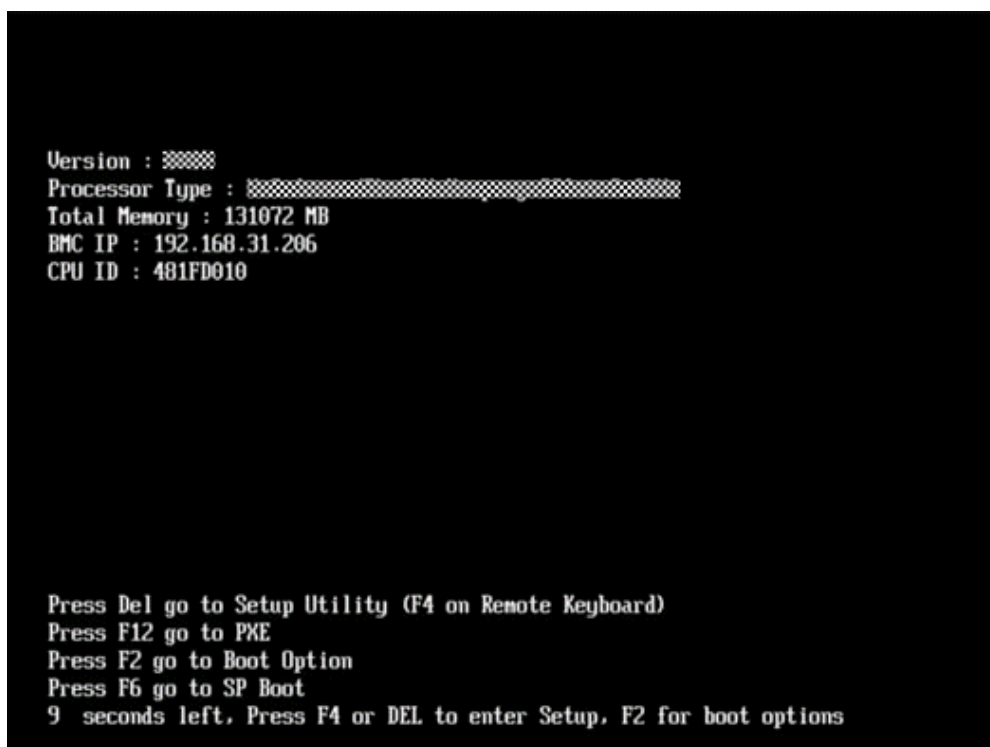 Version :
Processor Type :
Total Memory : 131072 MB
BMC IP : 192.168.31.206
CPU ID : 481FD010
Press Del go to Setup Utility (F4 on Remote Keyboard)
Press F12 go to PXE
Press F2 go to Boot Option
Press F6 go to SP Boot
9 seconds left, Press F4 or DEL to enter Setup, F2 for boot options